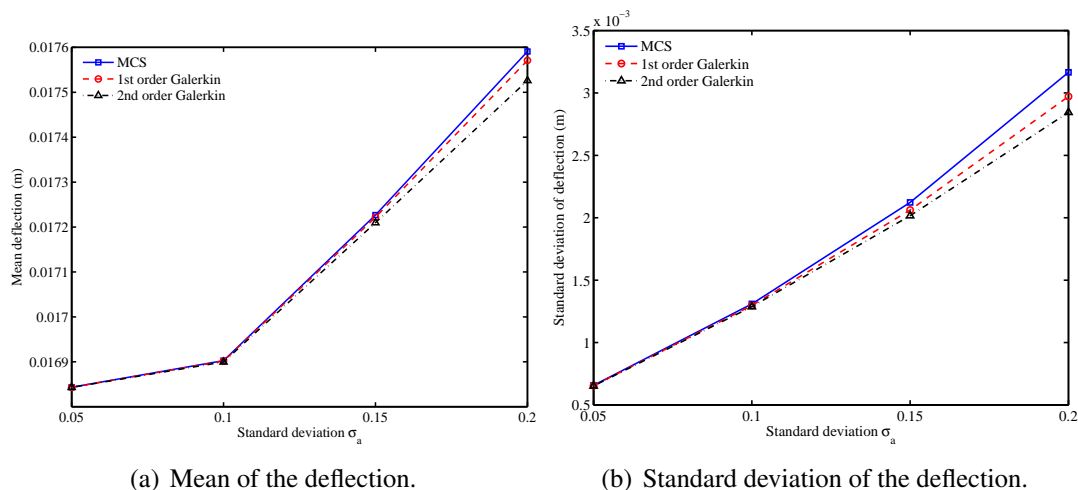 0.0176
0.0175
0.0174
0.0173
0.0172
0.0171
0.017
0.0169
0.05
0.1
0.15
0.2
Mean deflection (m)
Standard deviation σa
MCS
1st order Galerkin
2nd order Galerkin
(a) Mean of the deflection.
x 10⁻³
3.5
3
2.5
2
1.5
1
0.5
0.05
0.1
0.15
0.2
Standard deviation of deflection (m)
Standard deviation σa
MCS
1st order Galerkin
2nd order Galerkin
(b) Standard deviation of the deflection.